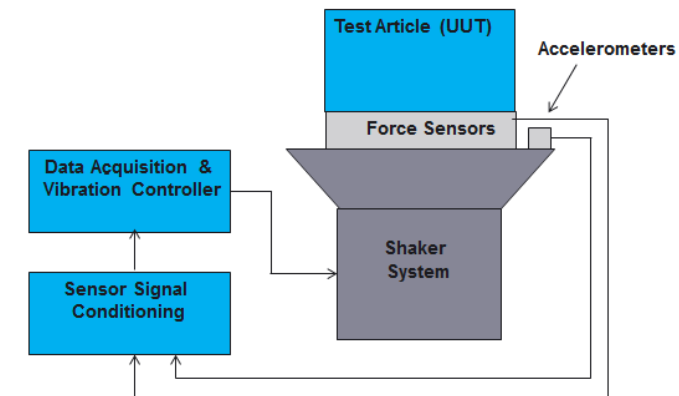 Test Article (UUT)
Accelerometers
Force Sensors
Data Acquisition &
Vibration Controller
Shaker
System
Sensor Signal
Conditioning